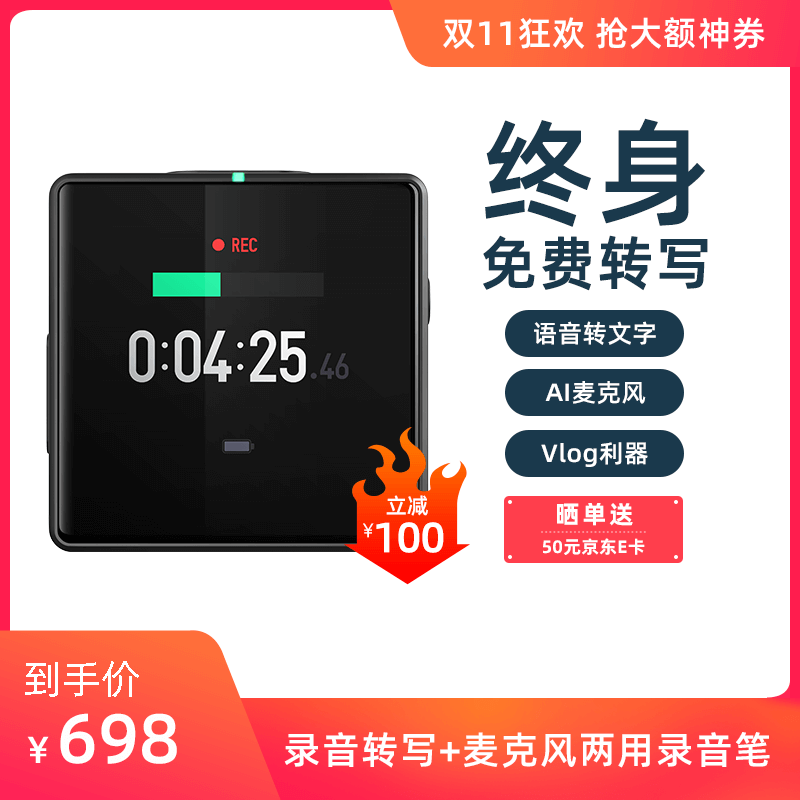 双11狂欢 抢大额神券
终身
免费转写
语音转文字
AI麦克风
Vlog利器
晒单送
50元京东E卡
REC
0:04:25.46
立减
¥100
到手价
¥698
录音转写+麦克风两用录音笔